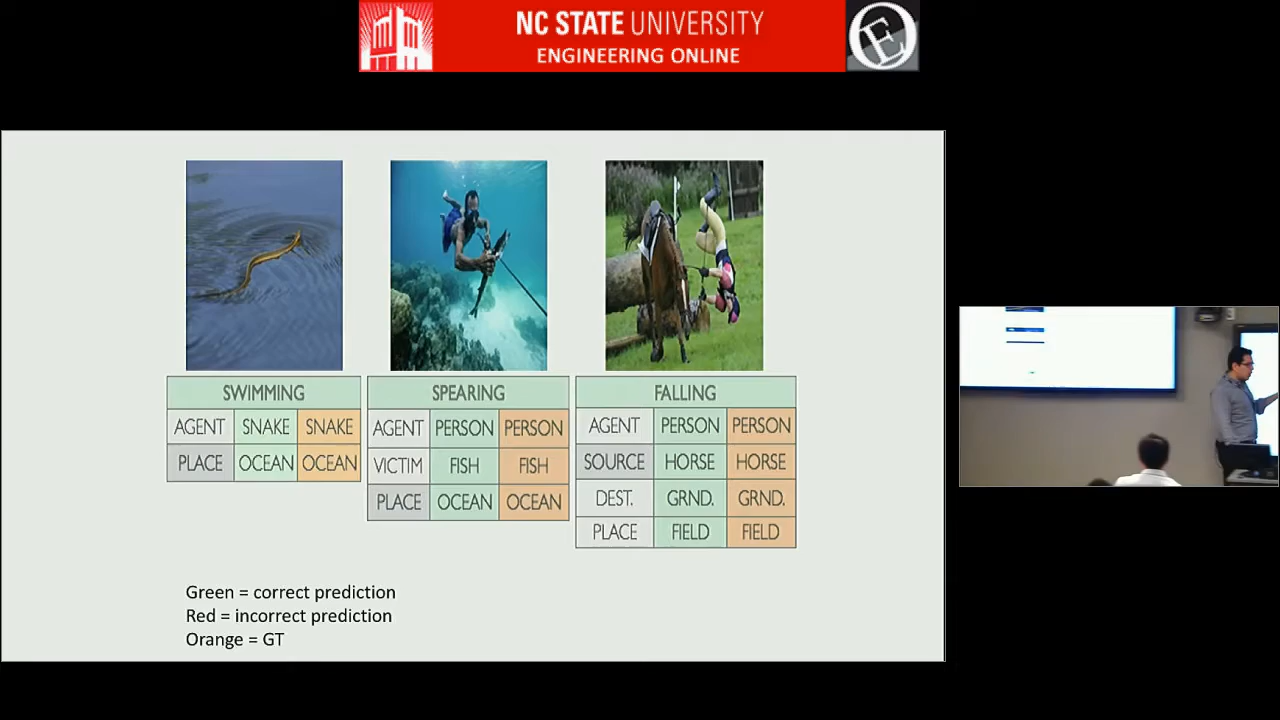 NC STATE UNIVERSITY
ENGINEERING ONLINE
SWIMMING
AGENT SNAKE SNAKE
PLACE OCEAN OCEAN
SPEARING
AGENT PERSON PERSON
VICTIM FISH FISH
PLACE OCEAN OCEAN
FALLING
AGENT PERSON PERSON
SOURCE HORSE HORSE
DEST. GRND. GRND.
PLACE FIELD FIELD
Green = correct prediction
Red = incorrect prediction
Orange = GT